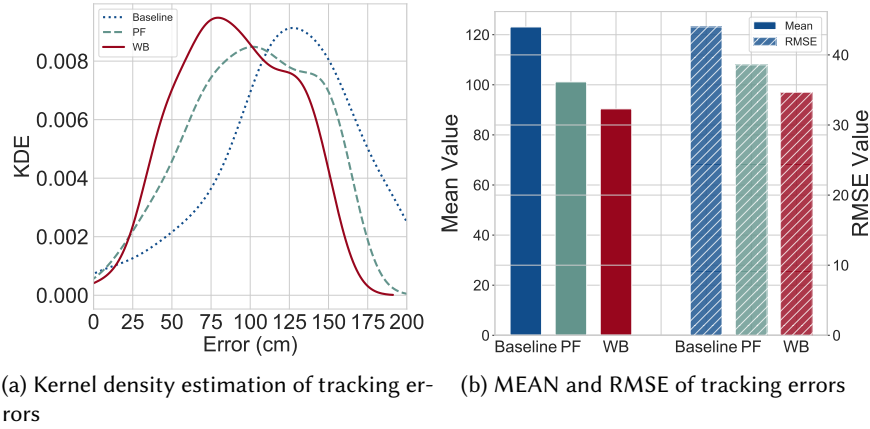 Baseline
PF
WB
KDE
0.008
0.006
0.004
0.002
0.000
0 25 50 75 100 125 150 175 200
Error (cm)
(a) Kernel density estimation of tracking er-
rors
Mean
RMSE
Mean Value
120
100
80
60
40
20
0
RMSE Value
40
30
20
10
0
Baseline PF WB Baseline PF WB
(b) MEAN and RMSE of tracking errors